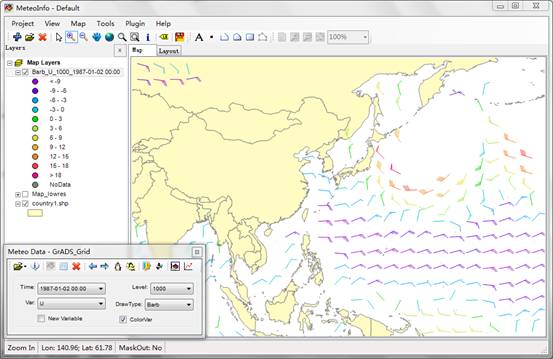 MeteoInfo - Default
Project View Map Tools Plugin Help
100%
Layers
Map Layout
Map Layers
Barb_U_1000_1987-01-02 00:00
< -9
-9 - -6
-6 - -3
-3 - 0
0 - 3
3 - 6
6 - 9
9 - 12
12 - 15
15 - 18
> 18
NoData
Map_lowres
country1.shp
Meteo Data - GrADS_Grid
Time: 1987-01-02 00:00 Level: 1000
Var: U DrawType: Barb
New Variable ColorVar
Zoom In Lon: 140.96; Lat: 61.78 MaskOut: No